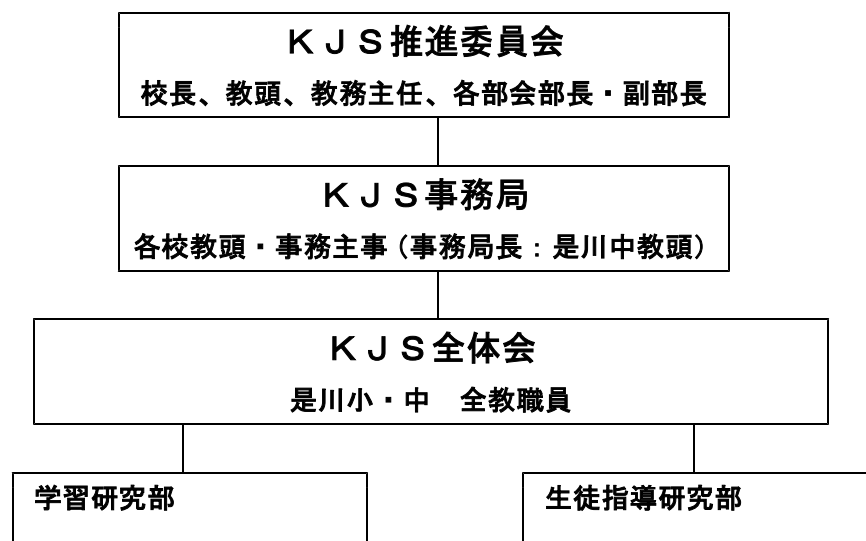 ＫＪＳ推進委員会
校長、教頭、教務主任、各部会部長・副部長
ＫＪＳ事務局
各校教頭・事務主事（事務局長：是川中教頭）
ＫＪＳ全体会
是川小・中　全教職員
学習研究部
生徒指導研究部